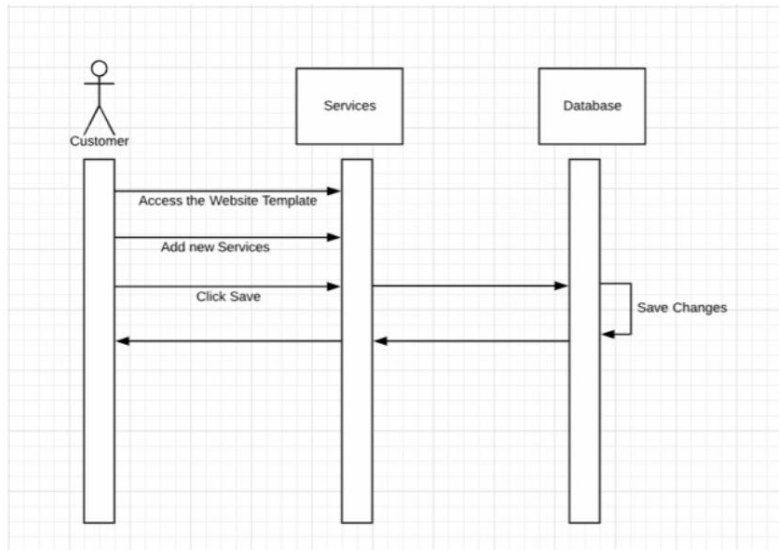 Services
Database
Customer
Access the Website Template
Add new Services
Click Save
Save Changes